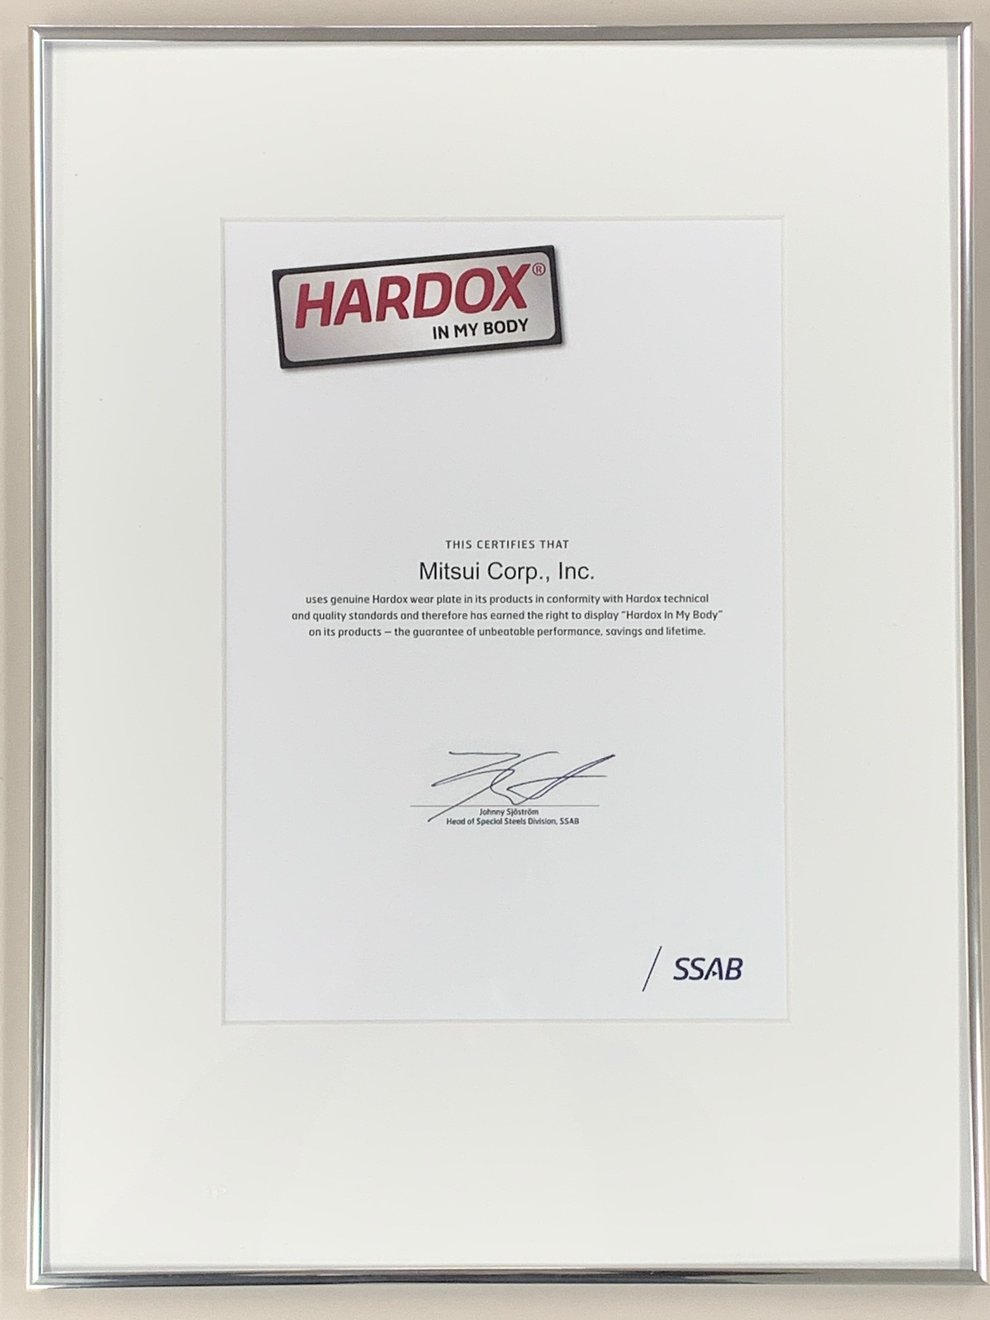 HARDOX®
IN MY BODY
THIS CERTIFIES THAT
Mitsui Corp., Inc.
uses genuine Hardox wear plate in its products in conformity with Hardox technical
and quality standards and therefore has earned the right to display “Hardox In My Body”
on its products – the guarantee of unbeatable performance, savings and lifetime.
Johnny Sjöström
Head of Special Steels Division, SSAB
SSAB